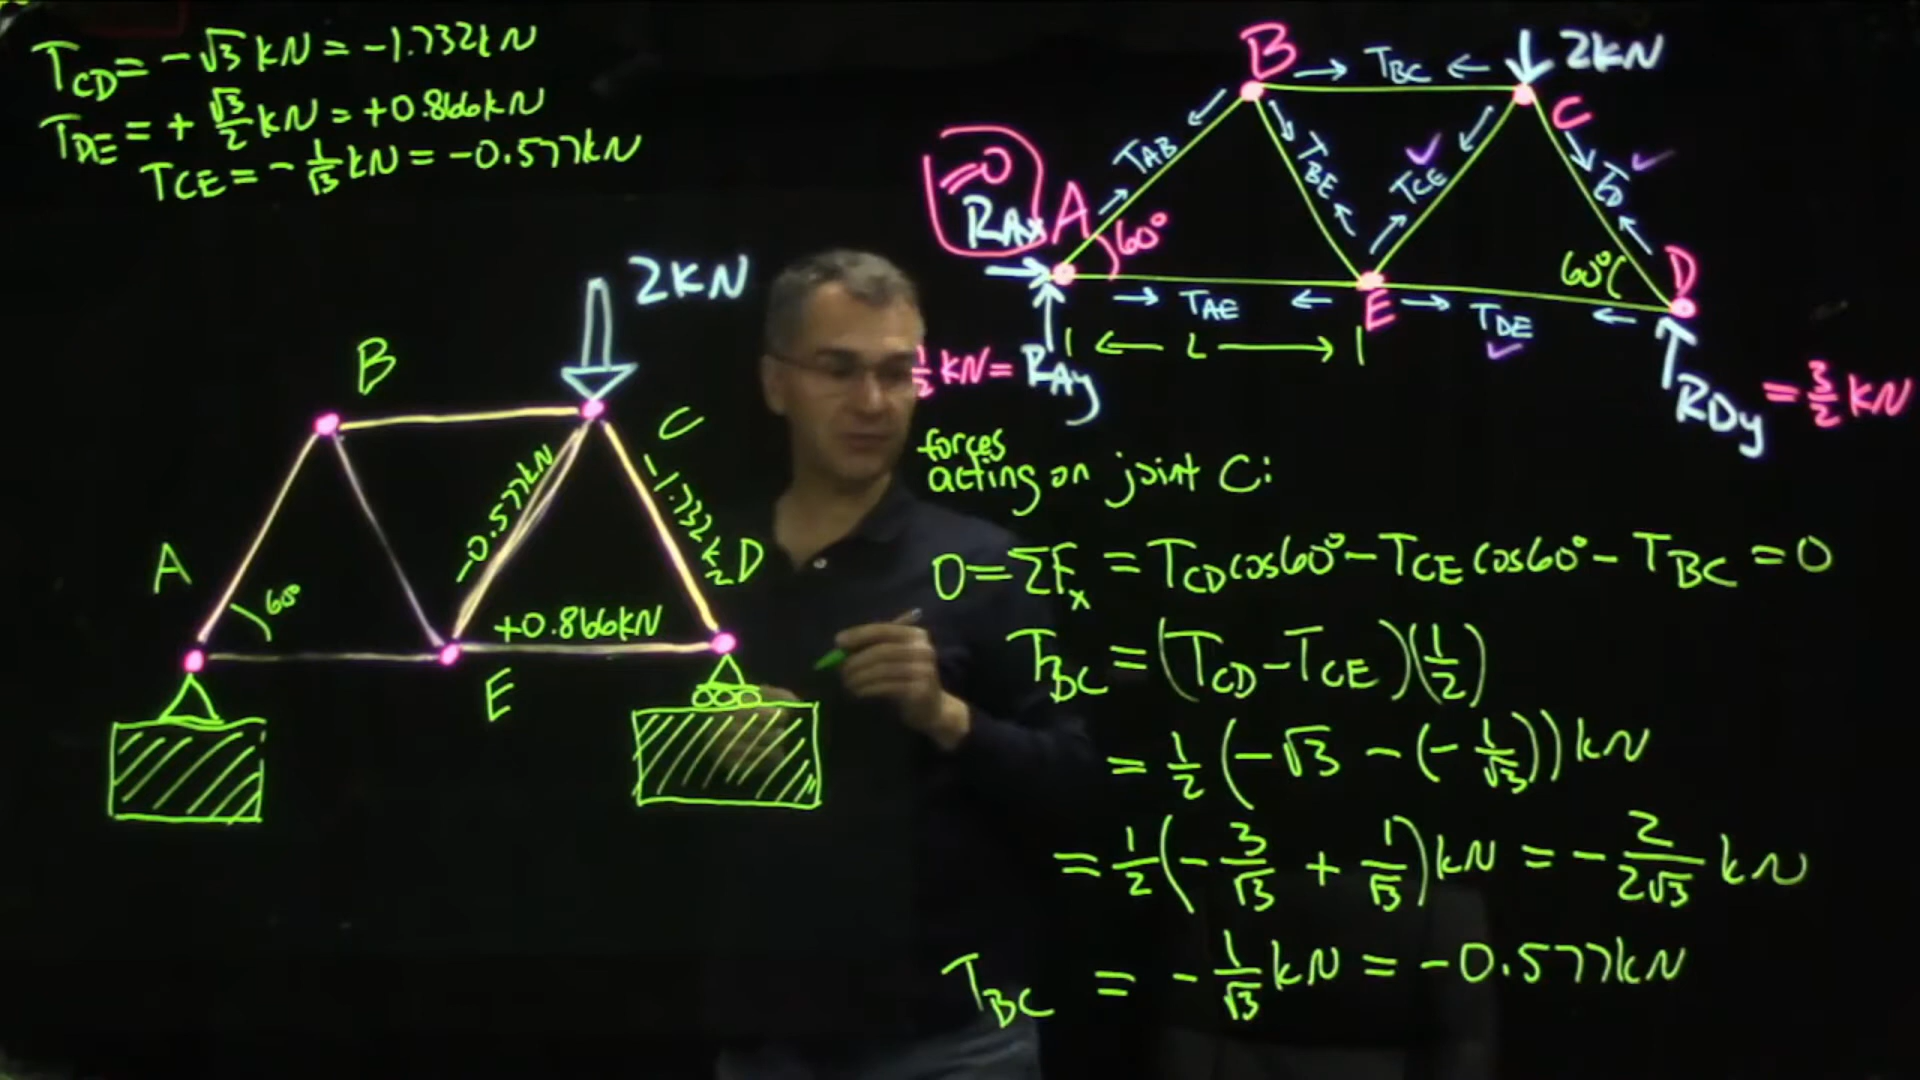 T_CD = -√3 kN = -1.732kN
T_DE = + √3/2 kN = +0.866kN
T_CE = - 1/√3 kN = -0.577kN
B
C
2kN
T_BC
T_AB
T_BE
T_CE
T_CD
=0
R_Ax
A
60°
60°
D
T_AE
E
T_DE
L
1/2 kN = R_Ay
R_Dy = 3/2 kN
2kN
B
C
-0.577kN
-1.732kN
A
60°
D
+0.866kN
E
forces
acting on joint C:
0 = ΣF_x = T_CD cos60° - T_CE cos60° - T_BC = 0
T_BC = (T_CD - T_CE)(1/2)
= 1/2 (-√3 - (- 1/√3)) kN
= 1/2 (- 3/√3 + 1/√3) kN = - 2/2√3 kN
T_BC = - 1/√3 kN = -0.577kN